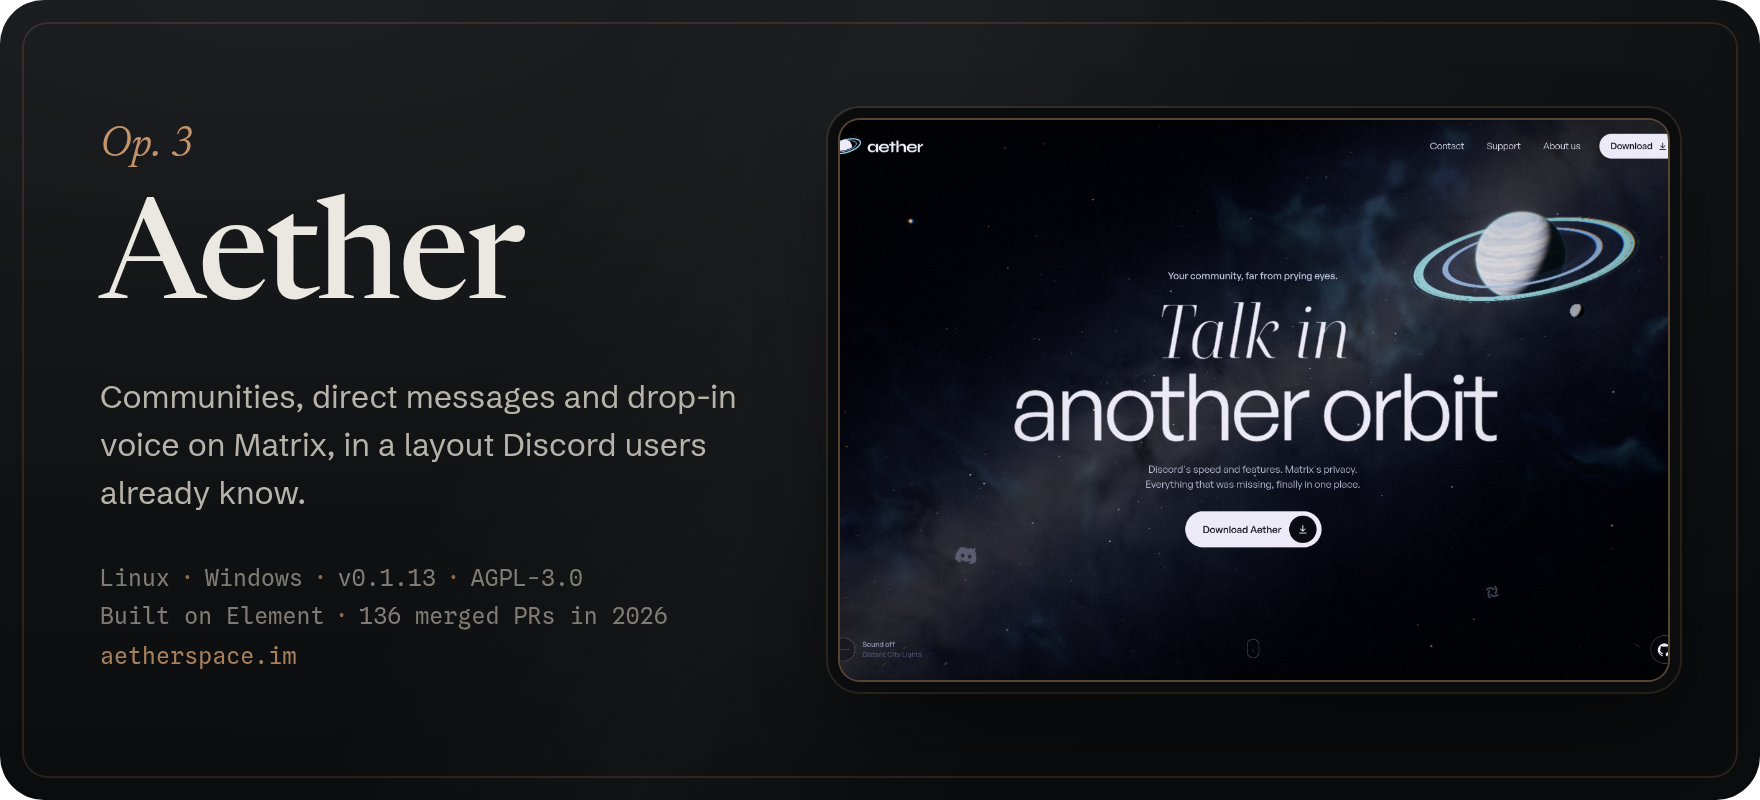 Op. 3
Aether
Communities, direct messages and drop-in
voice on Matrix, in a layout Discord users
already know.
Linux · Windows · v0.1.13 · AGPL-3.0
Built on Element · 136 merged PRs in 2026
aetherspace.im
aether
Contact Support About us Download
Your community, far from prying eyes.
Talk in
another orbit
Discord's speed and features. Matrix's privacy.
Everything that was missing, finally in one place.
Download Aether
Sound off
Distant City Lights